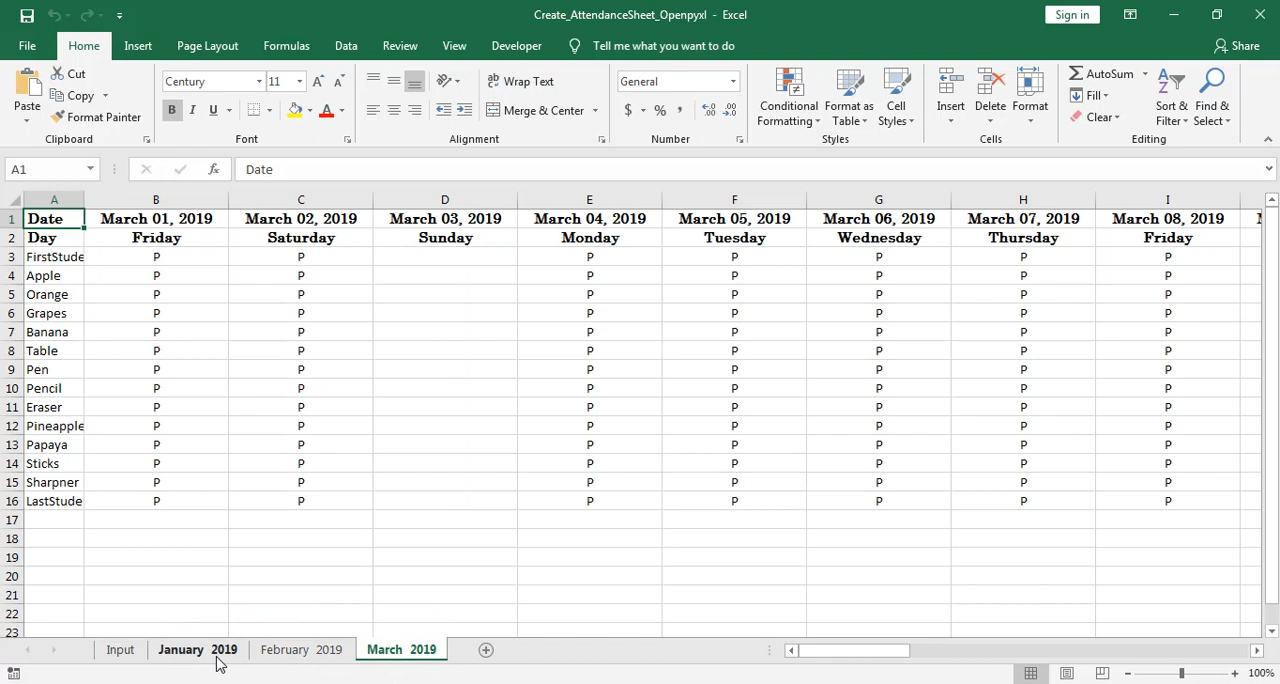 Create_AttendanceSheet_Openpyxl - Excel
Sign in
File Home Insert Page Layout Formulas Data Review View Developer Tell me what you want to do Share
Paste Cut Copy Format Painter Clipboard
Century 11 B I U A Font
Wrap Text Merge & Center Alignment
General $ % , Number
Conditional Formatting Format as Table Cell Styles Styles
Insert Delete Format Cells
AutoSum Fill Clear Sort & Filter Find & Select Editing
A1 fx Date
A B C D E F G H I
1 Date March 01, 2019 March 02, 2019 March 03, 2019 March 04, 2019 March 05, 2019 March 06, 2019 March 07, 2019 March 08, 2019
2 Day Friday Saturday Sunday Monday Tuesday Wednesday Thursday Friday
3 FirstStude P P P P P P P
4 Apple P P P P P P P
5 Orange P P P P P P P
6 Grapes P P P P P P P
7 Banana P P P P P P P
8 Table P P P P P P P
9 Pen P P P P P P P
10 Pencil P P P P P P P
11 Eraser P P P P P P P
12 Pineapple P P P P P P P
13 Papaya P P P P P P P
14 Sticks P P P P P P P
15 Sharpner P P P P P P P
16 LastStude P P P P P P P
17
18
19
20
21
22
23
Input January 2019 February 2019 March 2019
100%